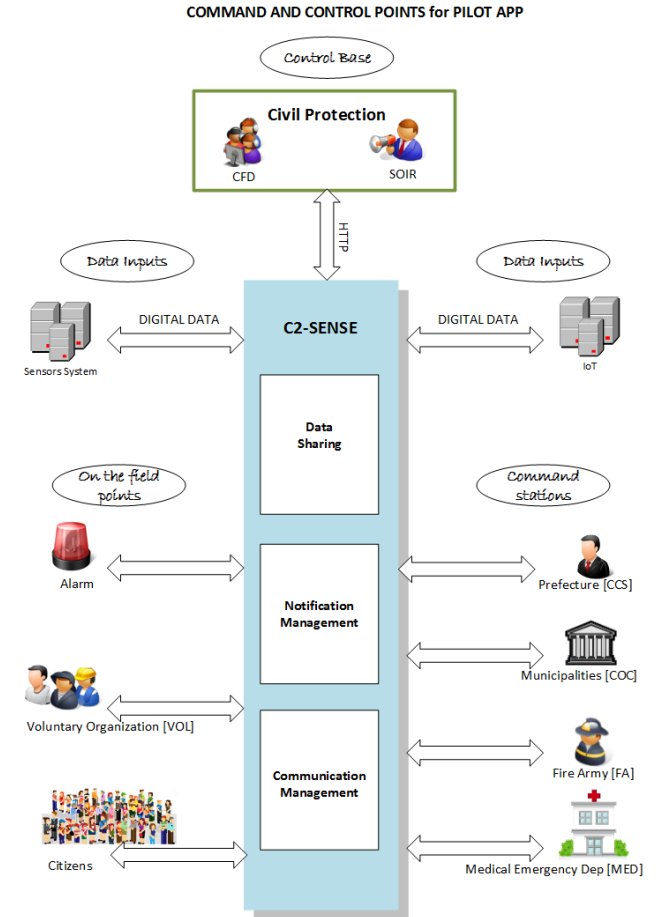 COMMAND AND CONTROL POINTS for PILOT APP
Control Base
Civil Protection
CFD
SOIR
HTTP
Data Inputs
Data Inputs
Sensors System
DIGITAL DATA
C2-SENSE
DIGITAL DATA
IoT
Data
Sharing
On the field
points
Command
stations
Alarm
Prefecture [CCS]
Notification
Management
Municipalities [COC]
Voluntary Organization [VOL]
Communication
Management
Fire Army [FA]
Citizens
Medical Emergency Dep [MED]